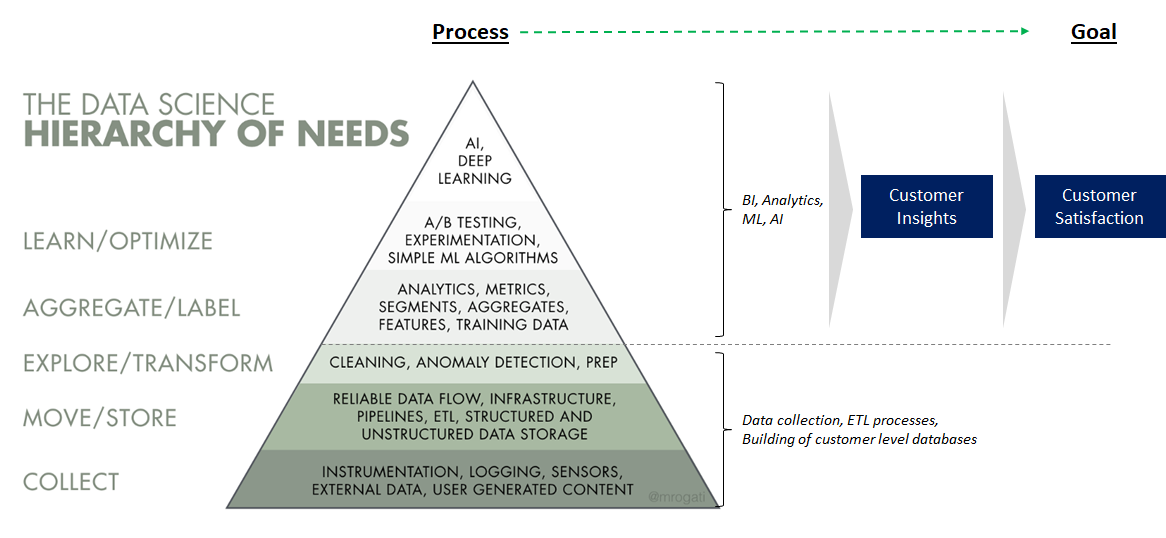 Process
Goal
THE DATA SCIENCE
HIERARCHY OF NEEDS
AI,
DEEP
LEARNING
LEARN/OPTIMIZE
A/B TESTING,
EXPERIMENTATION,
SIMPLE ML ALGORITHMS
AGGREGATE/LABEL
ANALYTICS, METRICS,
SEGMENTS, AGGREGATES,
FEATURES, TRAINING DATA
EXPLORE/TRANSFORM
CLEANING, ANOMALY DETECTION, PREP
MOVE/STORE
RELIABLE DATA FLOW, INFRASTRUCTURE,
PIPELINES, ETL, STRUCTURED AND
UNSTRUCTURED DATA STORAGE
COLLECT
INSTRUMENTATION, LOGGING, SENSORS,
EXTERNAL DATA, USER GENERATED CONTENT
@mrogati
BI, Analytics,
ML, AI
Customer
Insights
Customer
Satisfaction
Data collection, ETL processes,
Building of customer level databases